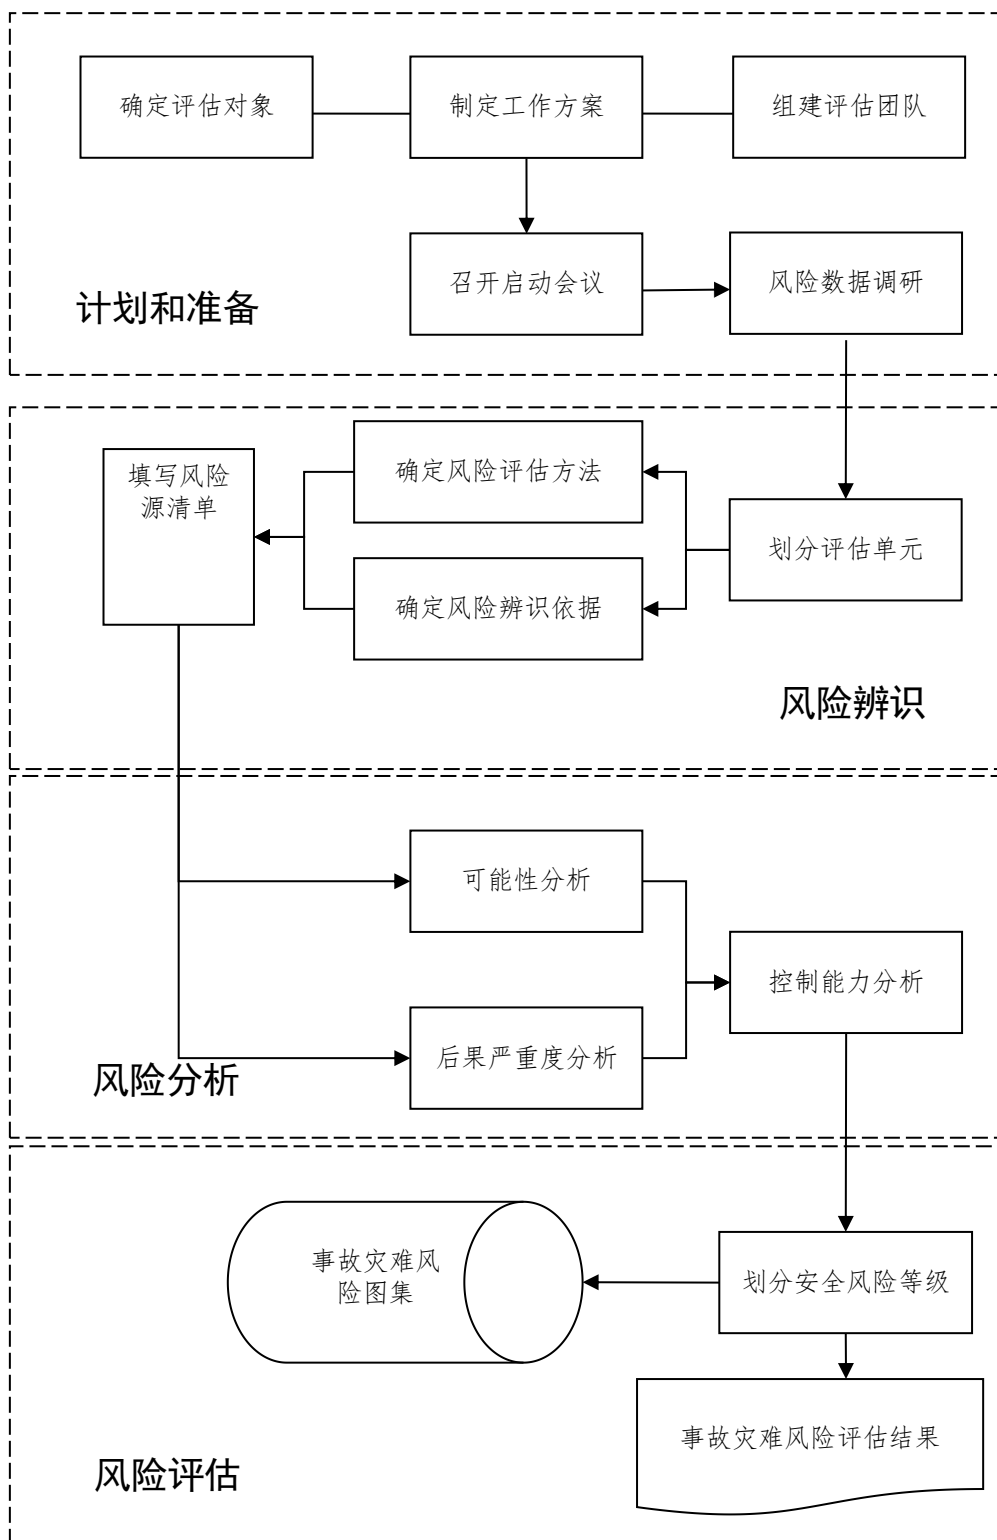 确定评估对象
制定工作方案
组建评估团队
召开启动会议
风险数据调研
计划和准备
填写风险
源清单
确定风险评估方法
划分评估单元
确定风险辨识依据
风险辨识
可能性分析
控制能力分析
后果严重度分析
风险分析
事故灾难风
险图集
划分安全风险等级
事故灾难风险评估结果
风险评估